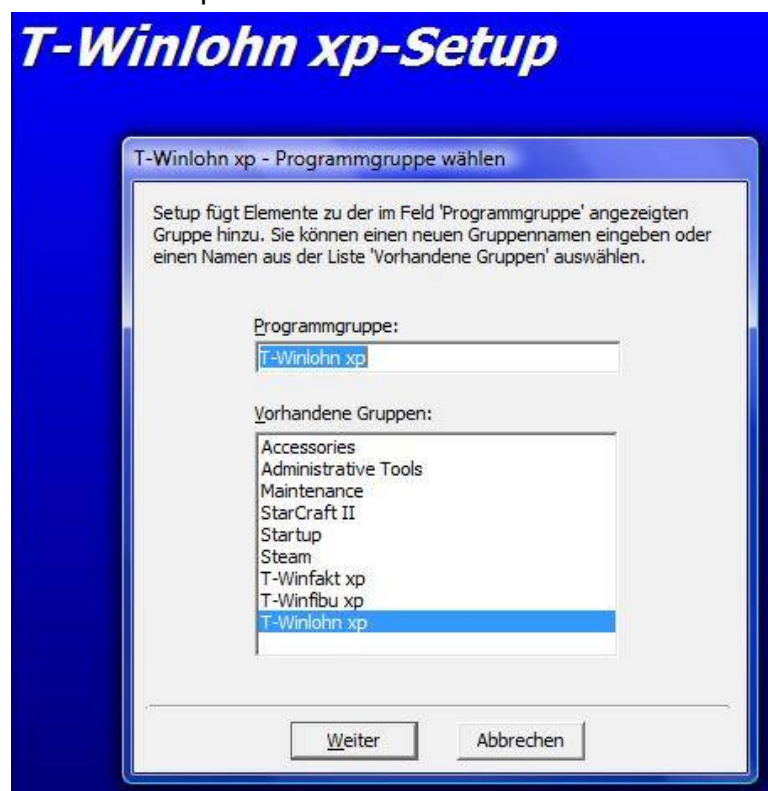 T-Winlohn xp-Setup
T-Winlohn xp - Programmgruppe wählen
Setup fügt Elemente zu der im Feld 'Programmgruppe' angezeigten
Gruppe hinzu. Sie können einen neuen Gruppennamen eingeben oder
einen Namen aus der Liste 'Vorhandene Gruppen' auswählen.
Programmgruppe:
T-Winlohn xp
Vorhandene Gruppen:
Accessories
Administrative Tools
Maintenance
StarCraft II
Startup
Steam
T-Winfakt xp
T-Winfibu xp
T-Winlohn xp
Weiter Abbrechen